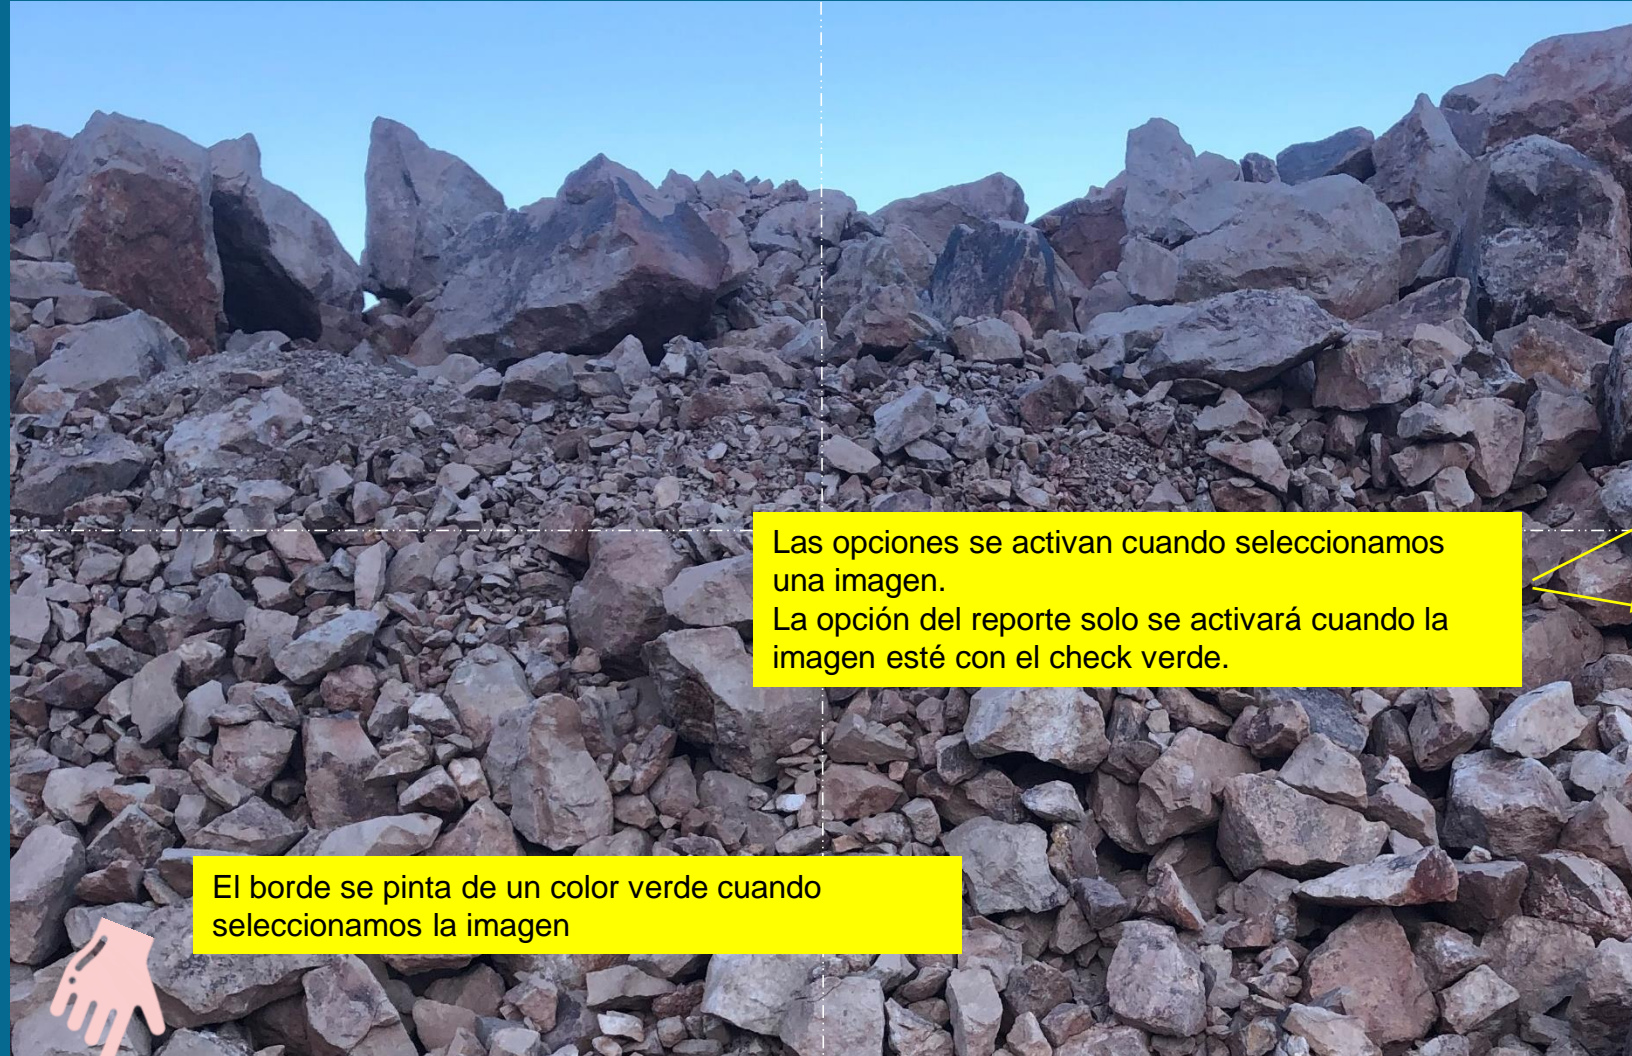 Las opciones se activan cuando seleccionamos
una imagen.
La opción del reporte solo se activará cuando la
imagen esté con el check verde.
El borde se pinta de un color verde cuando
seleccionamos la imagen